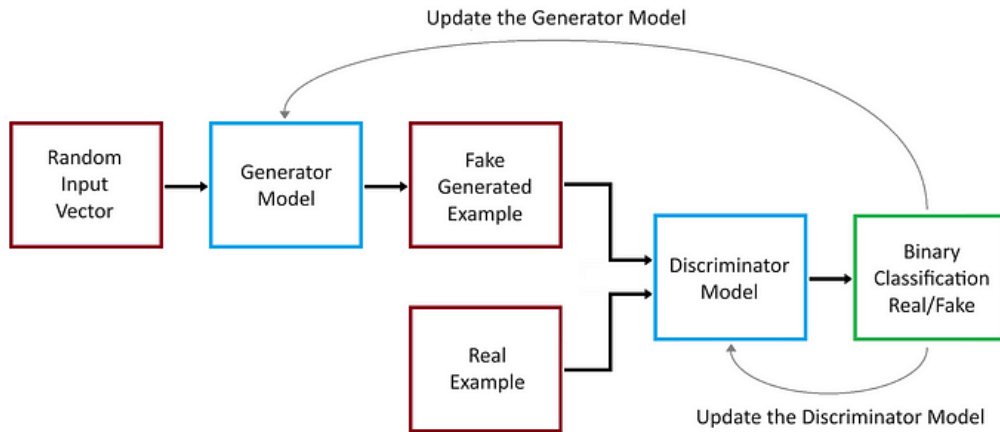 Update the Generator Model
Random
Input
Vector
Generator
Model
Fake
Generated
Example
Real
Example
Discriminator
Model
Binary
Classification
Real/Fake
Update the Discriminator Model